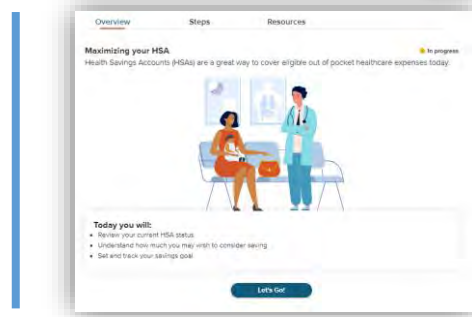 Overview Steps Resources
Maximizing your HSA In progress
Health Savings Accounts (HSAs) are a great way to cover eligible out of pocket healthcare expenses today.
Today you will:
• Review your current HSA status
• Understand how much you may wish to consider saving
• Set and track your savings goal
Let's Go!